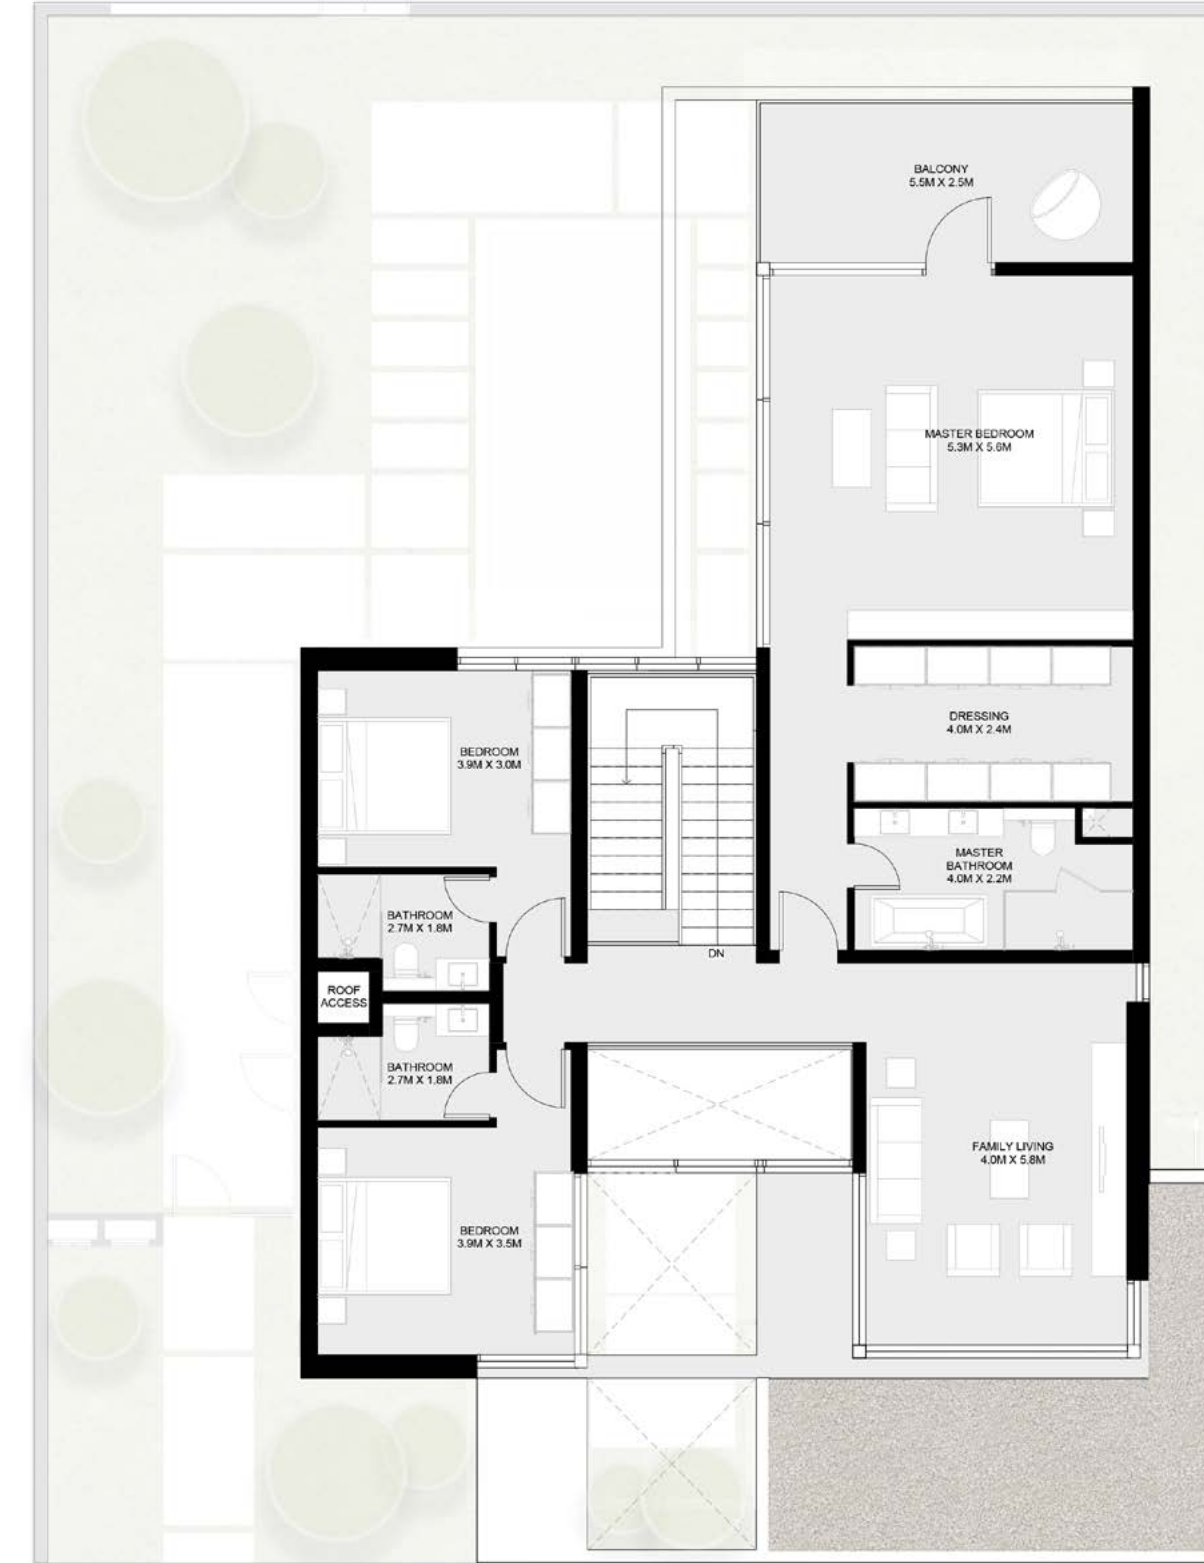 BALCONY
5.5M X 2.5M
MASTER BEDROOM
5.3M X 5.6M
DRESSING
4.0M X 2.4M
BEDROOM
3.9M X 3.0M
MASTER
BATHROOM
4.0M X 2.2M
BATHROOM
2.7M X 1.8M
DN
ROOF
ACCESS
BATHROOM
2.7M X 1.8M
FAMILY LIVING
4.0M X 5.8M
BEDROOM
3.9M X 3.5M